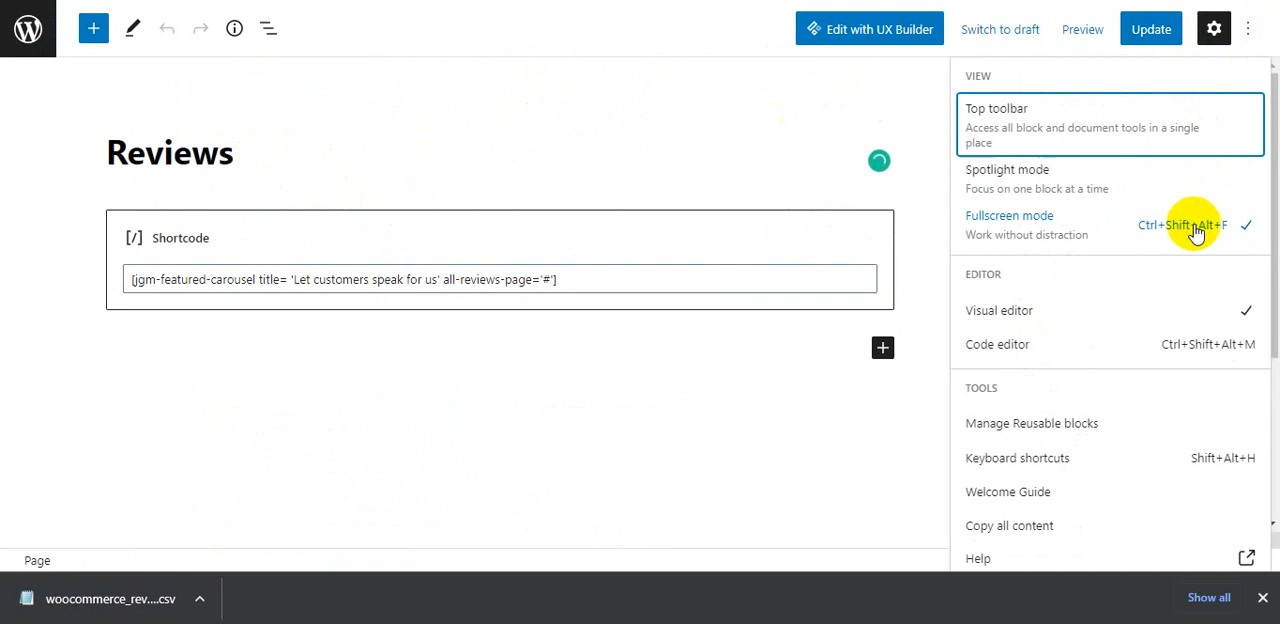 Edit with UX Builder
Switch to draft
Preview
Update
VIEW
Top toolbar
Access all block and document tools in a single
place
Spotlight mode
Focus on one block at a time
Fullscreen mode
Ctrl+Shift+Alt+F
Work without distraction
Reviews
[/] Shortcode
[jgm-featured-carousel title= 'Let customers speak for us' all-reviews-page='#']
EDITOR
Visual editor
Code editor
Ctrl+Shift+Alt+M
TOOLS
Manage Reusable blocks
Keyboard shortcuts
Shift+Alt+H
Welcome Guide
Copy all content
Help
Page
woocommerce_rev....csv
Show all